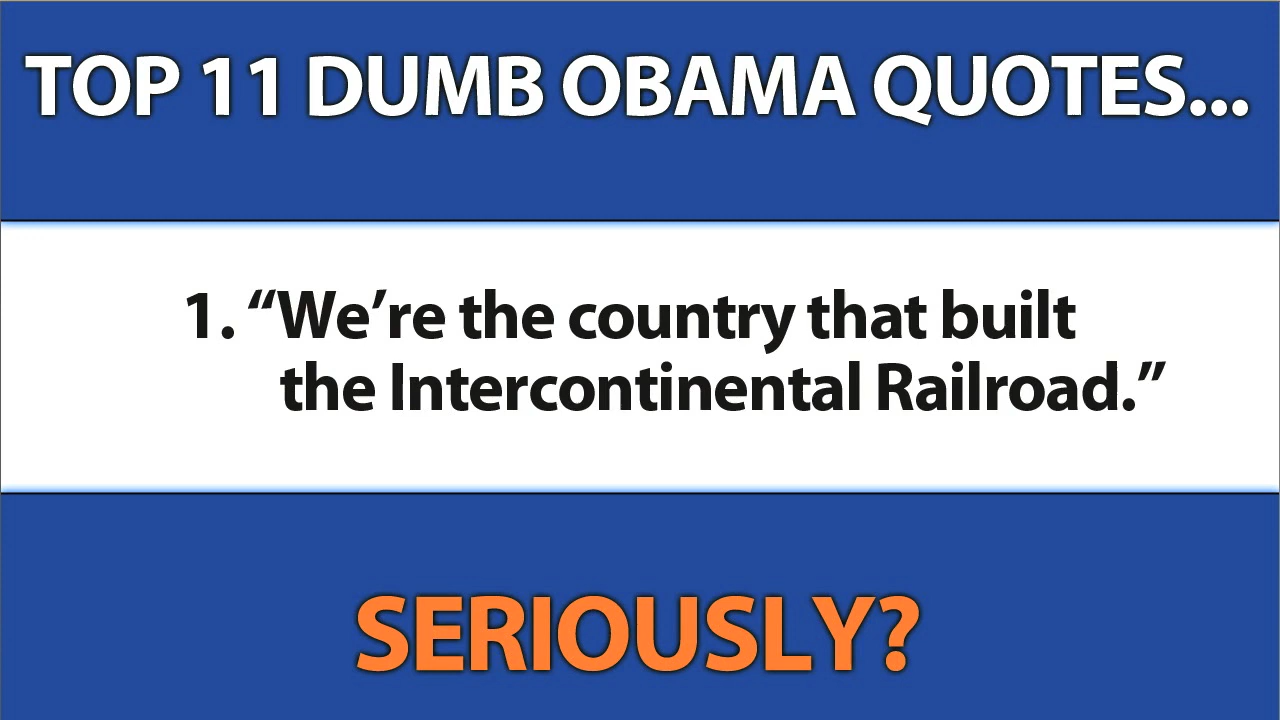 TOP 11 DUMB OBAMA QUOTES...
1. “We’re the country that built
the Intercontinental Railroad.”
SERIOUSLY?